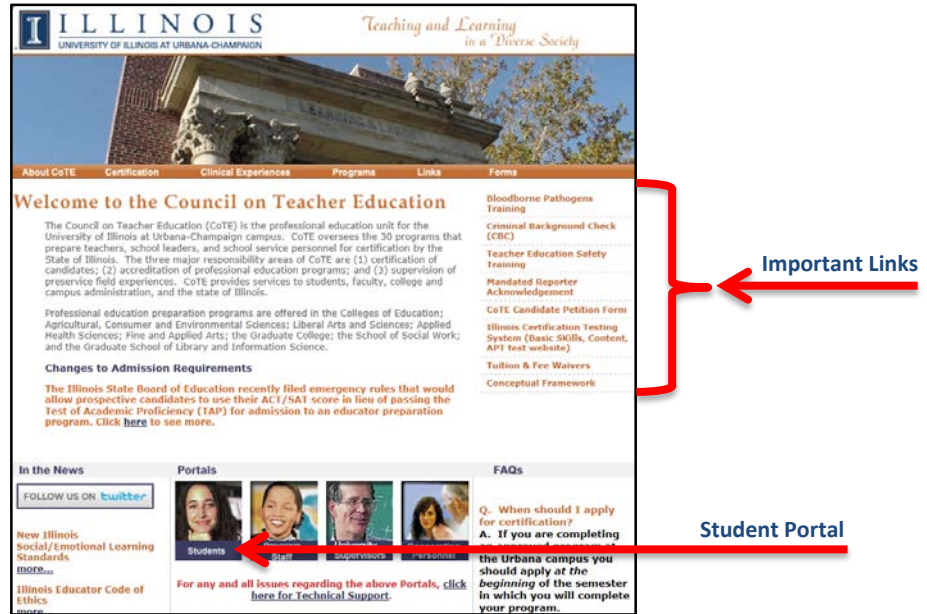 ILLINOIS
UNIVERSITY OF ILLINOIS AT URBANA-CHAMPAIGN
Teaching and Learning
in a Diverse Society
About CoTE Certification Clinical Experiences Programs Links Forms
Welcome to the Council on Teacher Education
The Council on Teacher Education (CoTE) is the professional education unit for the
University of Illinois at Urbana-Champaign campus. CoTE oversees the 30 programs that
prepare teachers, school leaders, and school service personnel for certification by the
State of Illinois. The three major responsibility areas of CoTE are (1) certification of
candidates; (2) accreditation of professional education programs; and (3) supervision of
preservice field experiences. CoTE provides services to students, faculty, college and
campus administration, and the state of Illinois.
Professional education preparation programs are offered in the Colleges of Education;
Agricultural, Consumer and Environmental Sciences; Liberal Arts and Sciences; Applied
Health Sciences; Fine and Applied Arts; the Graduate College; the School of Social Work;
and the Graduate School of Library and Information Science.
Changes to Admission
Requirements
The Illinois State Board of Education recently filed emergency rules that would
allow prospective candidates to use their ACT/SAT score in lieu of passing the
Test of Academic Proficiency (TAP) for admission to an educator preparation
program. Click here to see more.
Bloodborne Pathogens
Training
Criminal Background Check
(CBC)
Teacher Education Safety
Training
Mandated Reporter
Acknowledgement
CoTE Candidate Petition Form
Illinois Certification Testing
System (Basic SKills, Content,
APT test website)
Tuition & Fee Waivers
Conceptual Framework
Important Links
In the News
FOLLOW US ON twitter
New Illinois
Social/Emotional Learning
Standards
more...
Illinois Educator Code of
Ethics
more...
Portals
Students
Staff
University
Supervisors
Personnel
For any and all issues regarding the above Portals, click
here for Technical Support.
FAQs
Q. When should I apply
for certification?
A. If you are completing
an approved program at
the Urbana campus you
should apply at the
beginning of the semester
in which you will complete
your program.
Student Portal